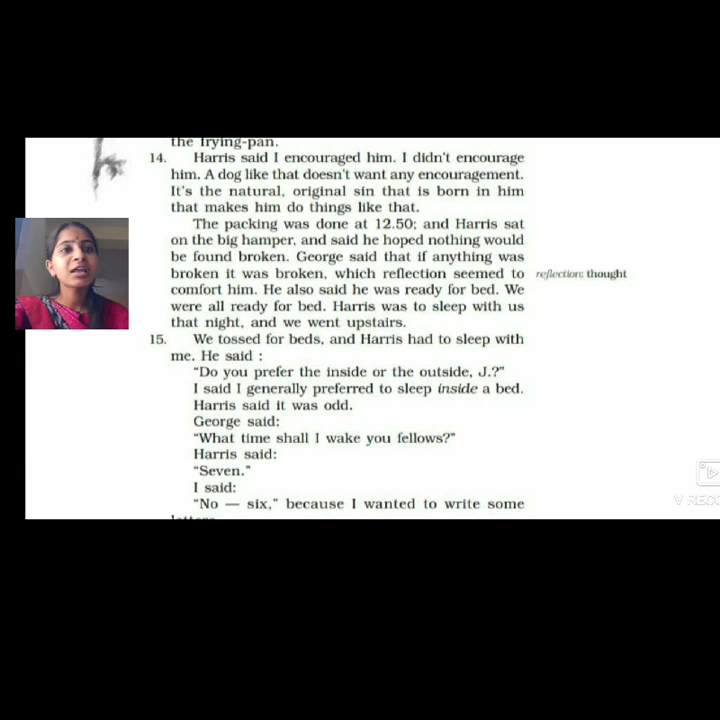 the frying-pan.
14. Harris said I encouraged him. I didn't encourage
him. A dog like that doesn't want any encouragement.
It's the natural, original sin that is born in him
that makes him do things like that.
The packing was done at 12.50; and Harris sat
on the big hamper, and said he hoped nothing would
be found broken. George said that if anything was
broken it was broken, which reflection seemed to
reflection: thought
comfort him. He also said he was ready for bed. We
were all ready for bed. Harris was to sleep with us
that night, and we went upstairs.
15. We tossed for beds, and Harris had to sleep with
me. He said :
"Do you prefer the inside or the outside, J.?"
I said I generally preferred to sleep inside a bed.
Harris said it was odd.
George said:
"What time shall I wake you fellows?"
Harris said:
"Seven."
I said:
"No — six," because I wanted to write some